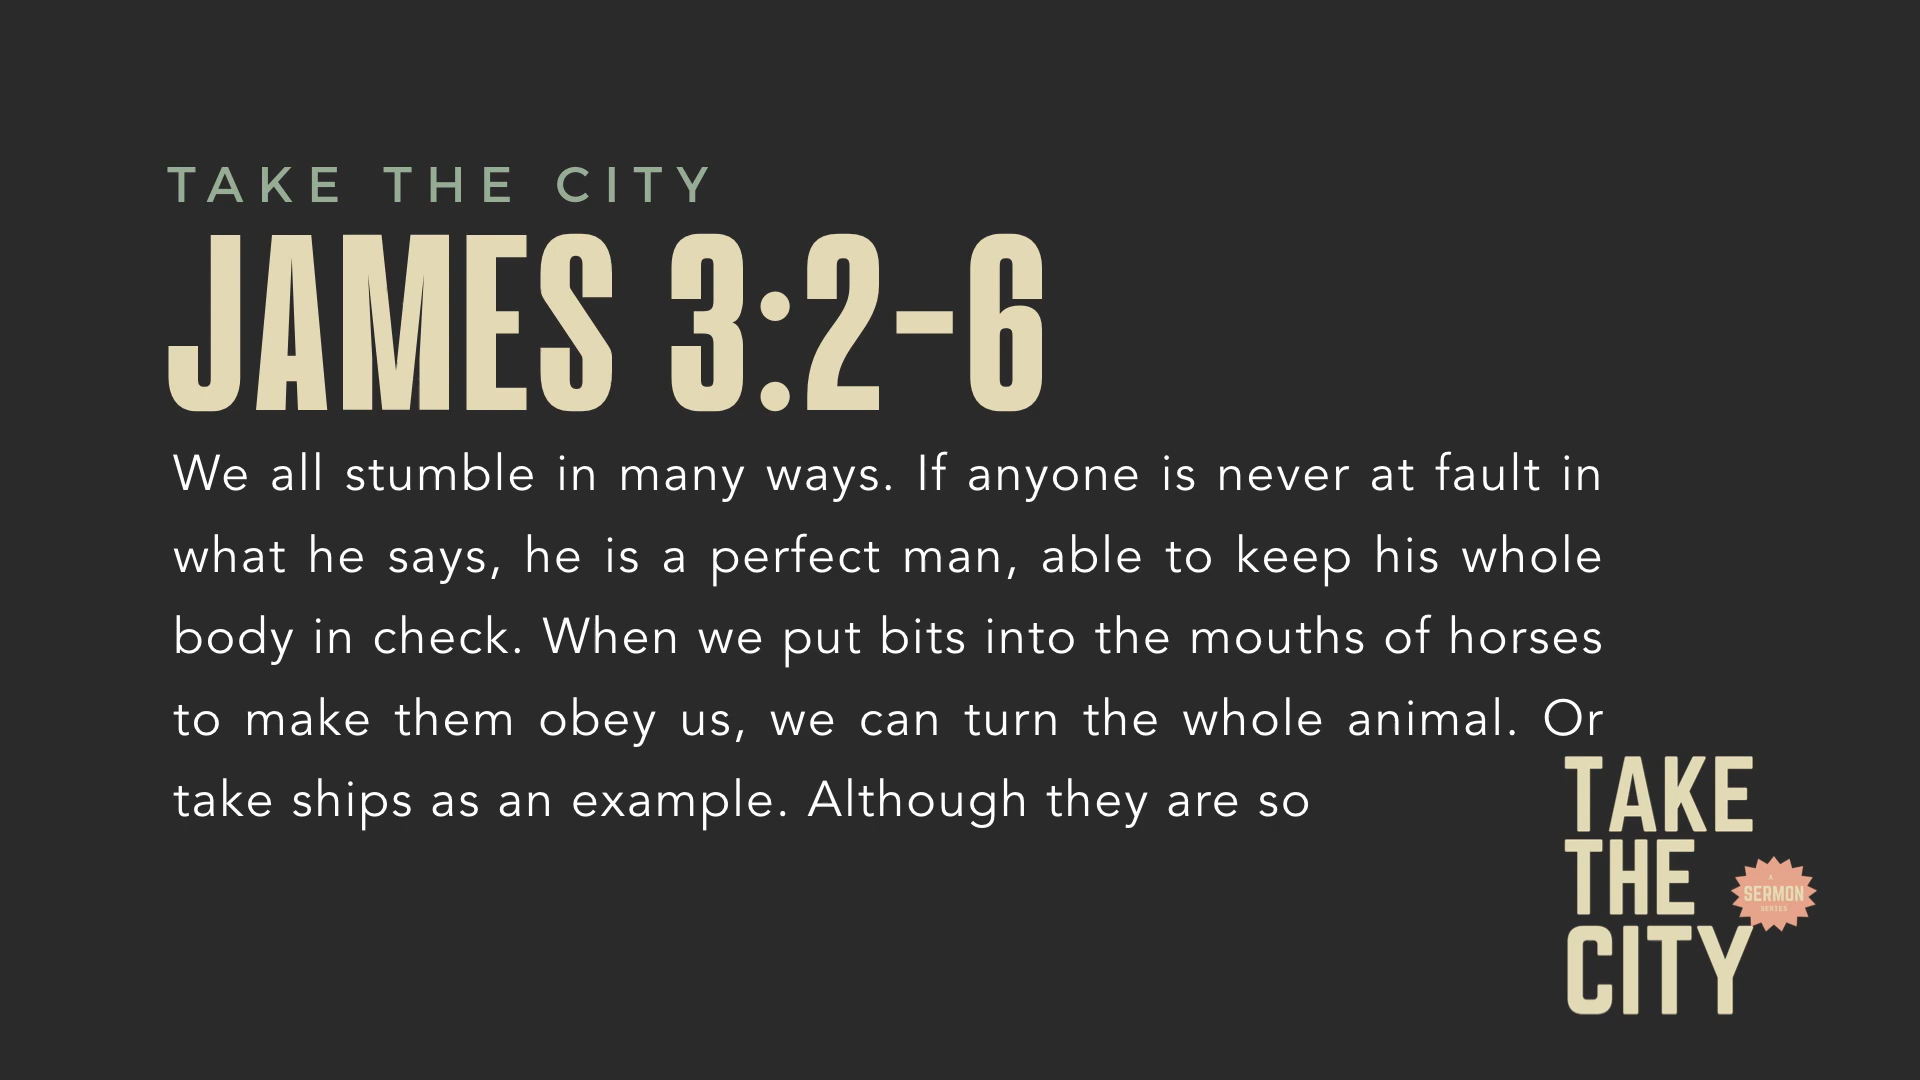 TAKE THE CITY
JAMES 3:2-6
We all stumble in many ways. If anyone is never at fault in
what he says, he is a perfect man, able to keep his whole
body in check. When we put bits into the mouths of horses
to make them obey us, we can turn the whole animal. Or
take ships as an example. Although they are so
TAKE
THE
CITY
A
SERMON
SERIES